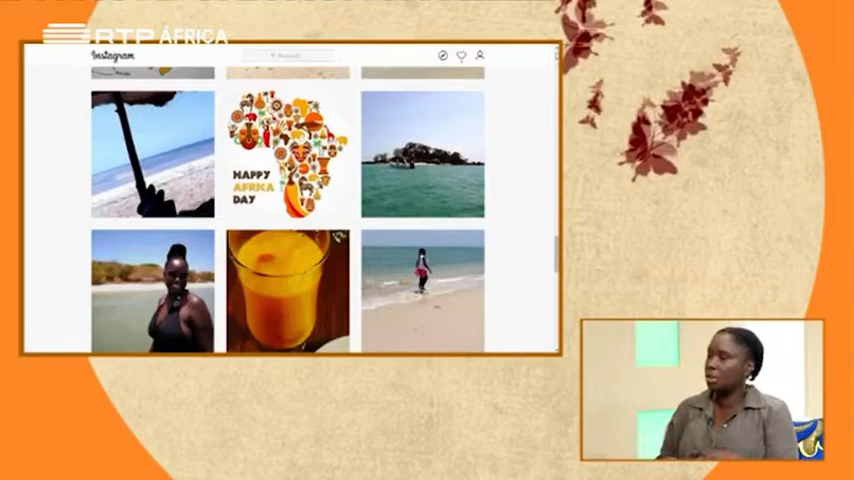 RTP ÁFRICA
Instagram
HAPPY
AFRICA
DAY